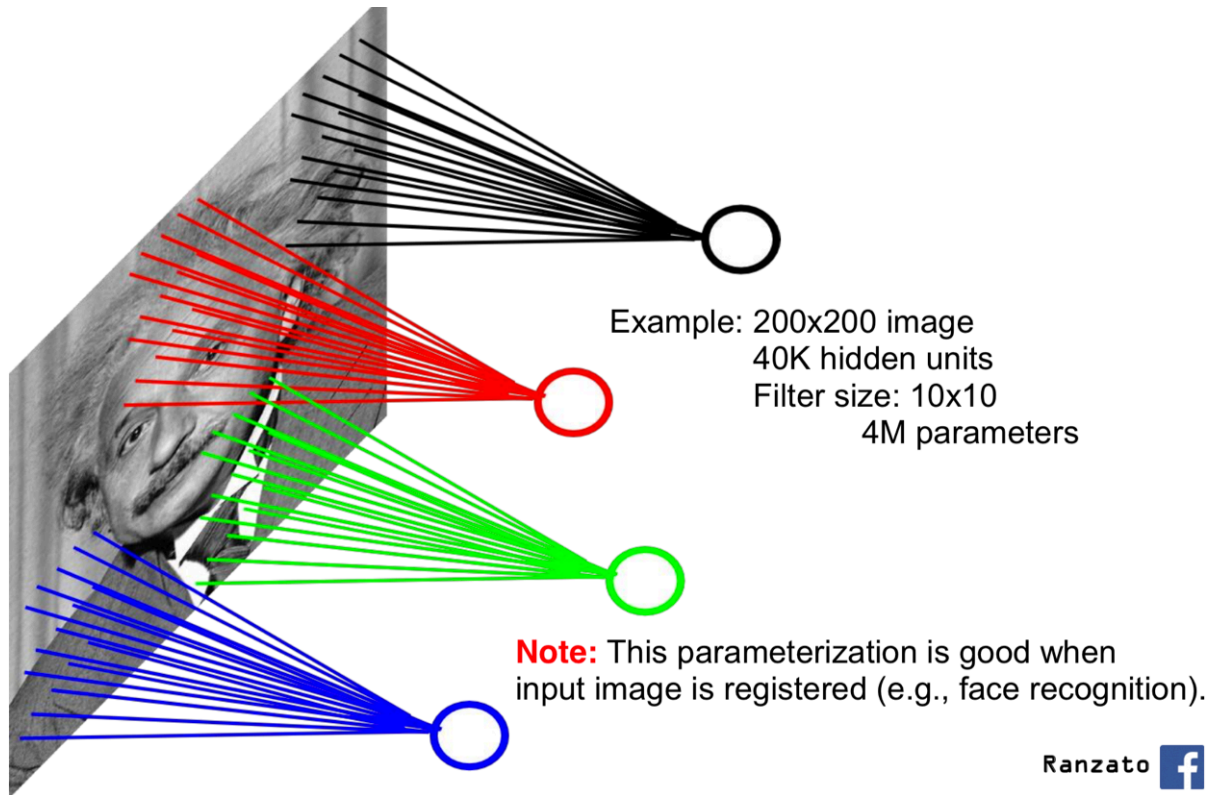 Example: 200x200 image
40K hidden units
Filter size: 10x10
4M parameters
Note: This parameterization is good when
input image is registered (e.g., face recognition).
Ranzato f